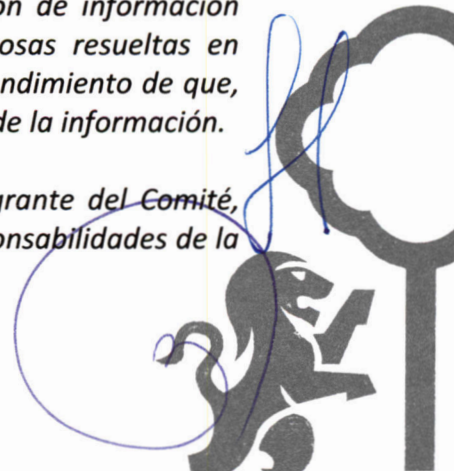 ón de información
osas resueltas en
ndimiento de que,
de la información.
grante del Comité,
onsabilidades de la